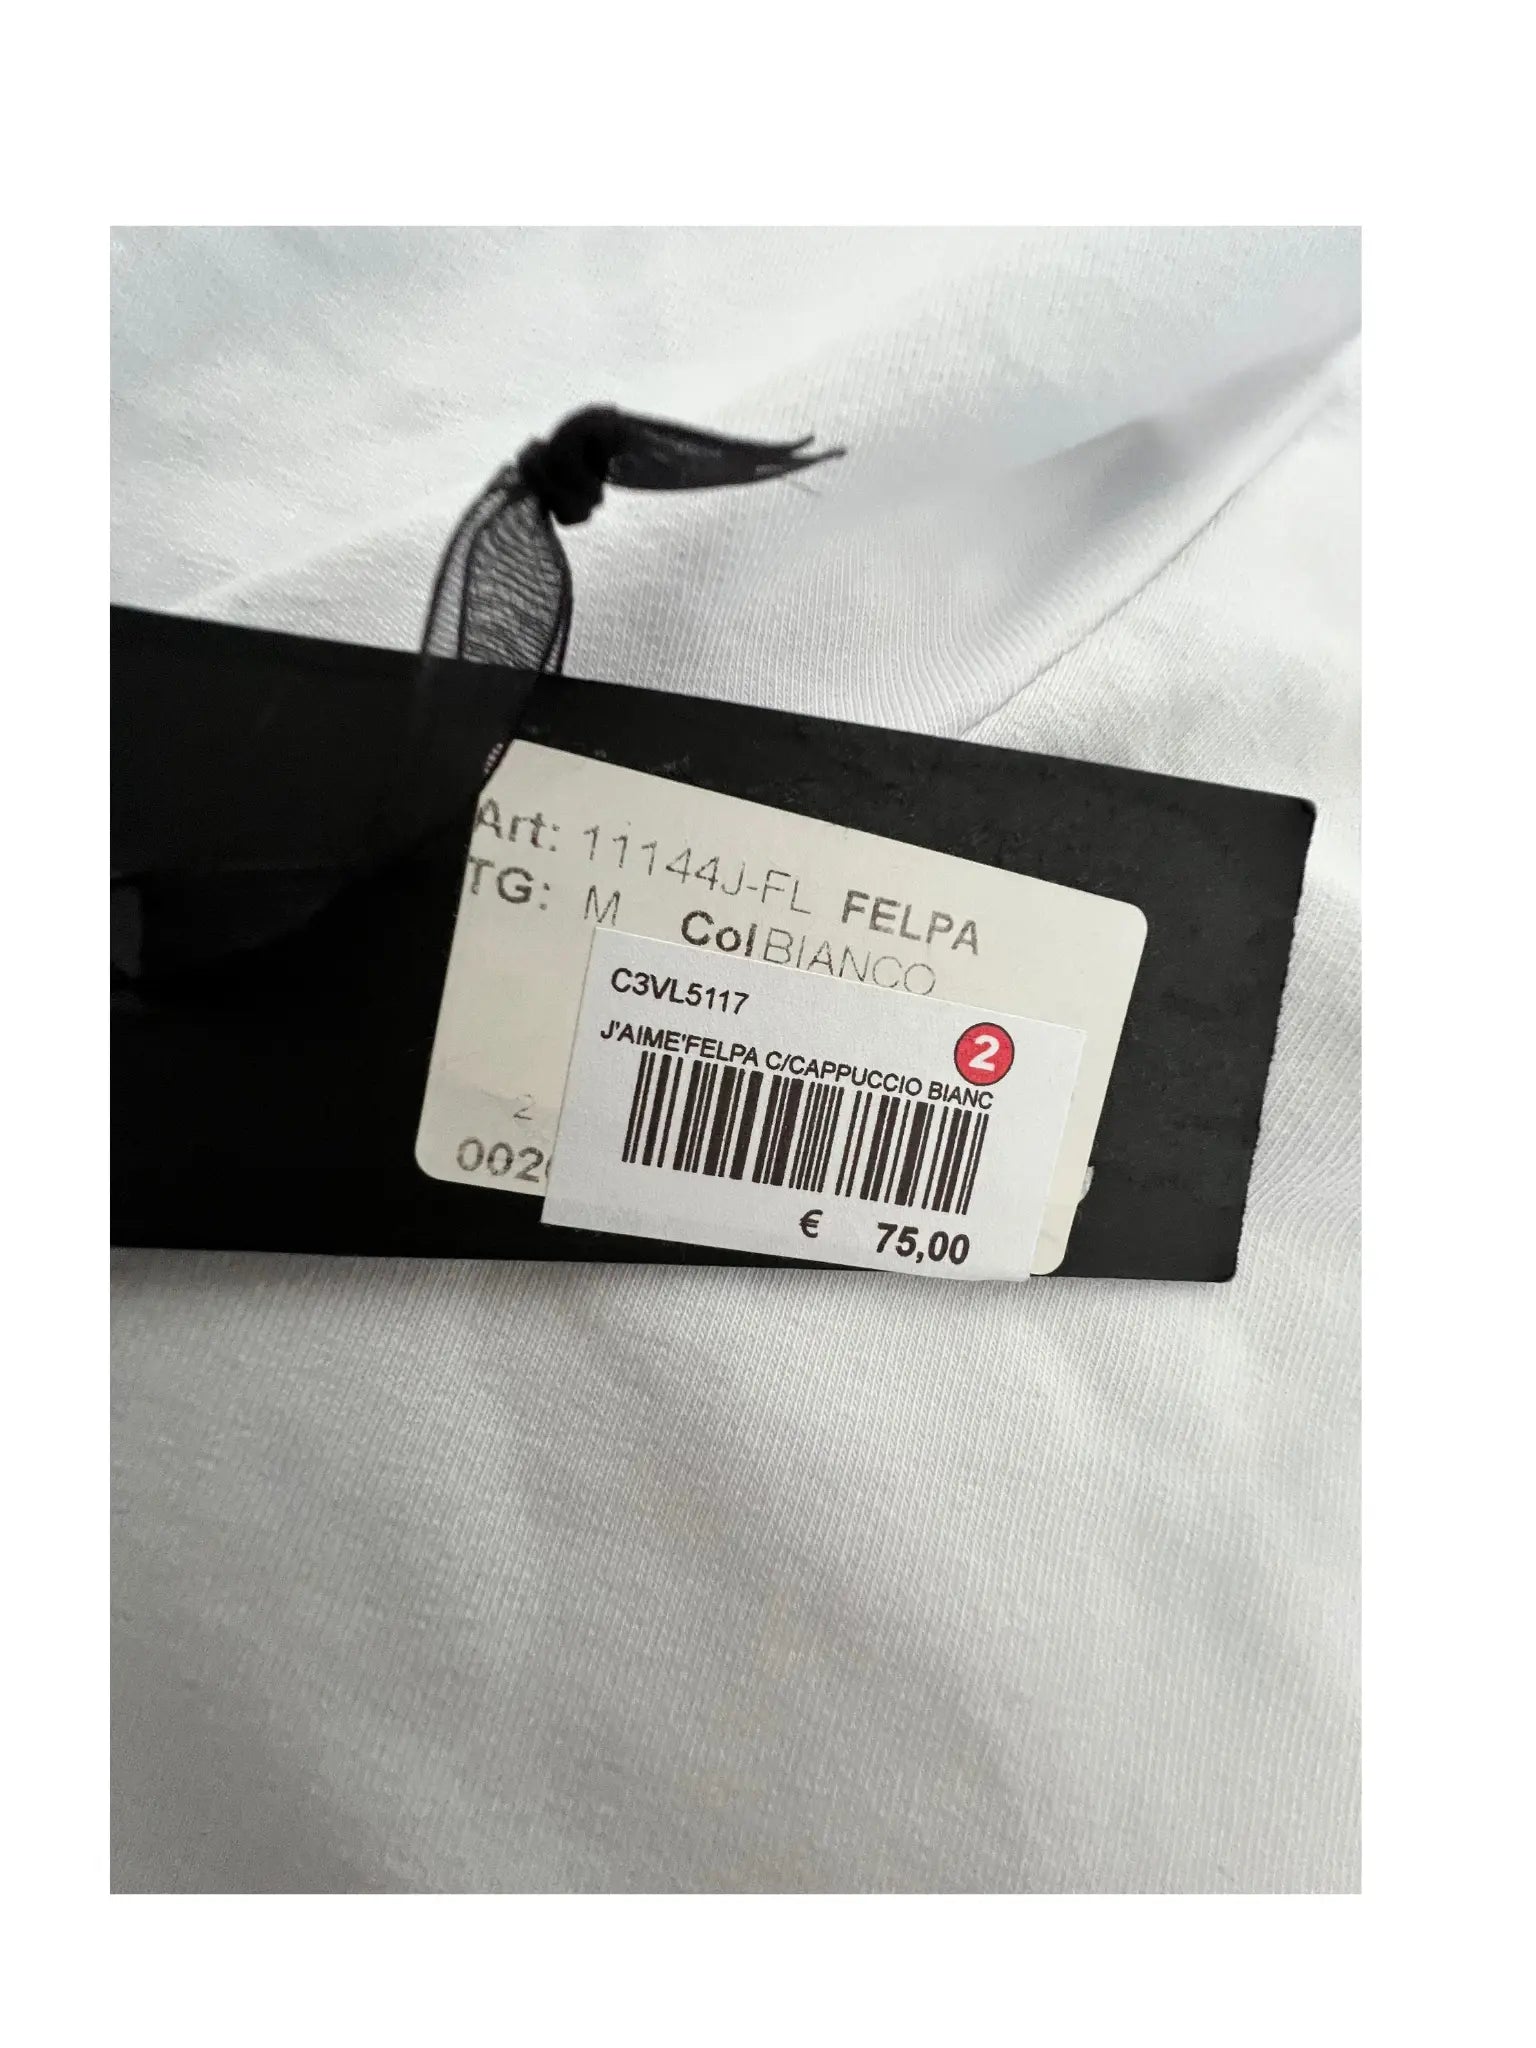 Art: 11144J-FL FELPA
TG: M Col BIANCO
C3VL5117
J'AIME'FELPA C/CAPPUCCIO BIANC
2
2
€ 75,00